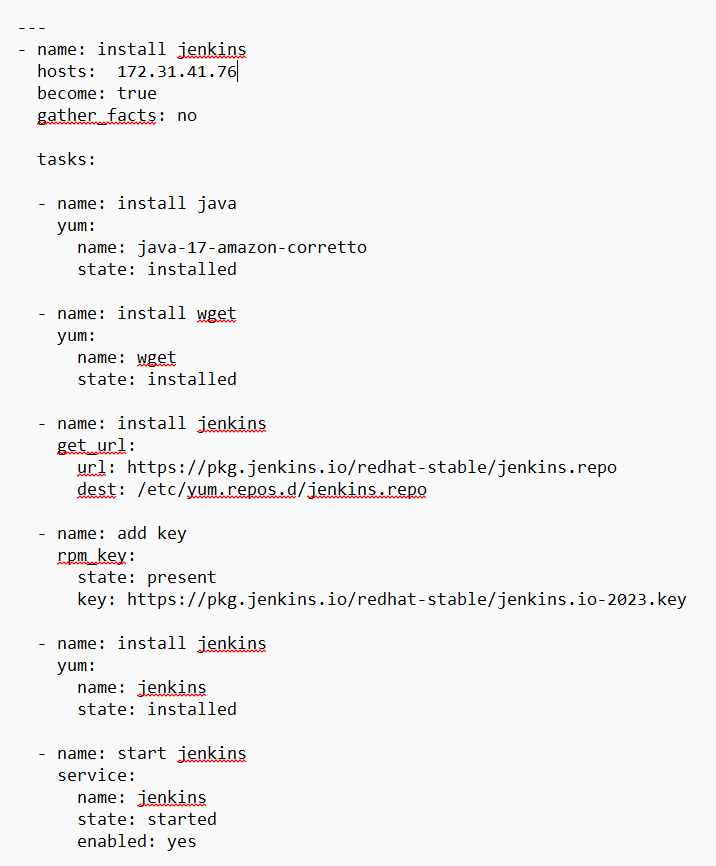 ---
- name: install jenkins
  hosts:  172.31.41.76
  become: true
  gather_facts: no

  tasks:

  - name: install java
    yum:
      name: java-17-amazon-corretto
      state: installed

  - name: install wget
    yum:
      name: wget
      state: installed

  - name: install jenkins
    get_url:
      url: https://pkg.jenkins.io/redhat-stable/jenkins.repo
      dest: /etc/yum.repos.d/jenkins.repo

  - name: add key
    rpm_key:
      state: present
      key: https://pkg.jenkins.io/redhat-stable/jenkins.io-2023.key

  - name: install jenkins
    yum:
      name: jenkins
      state: installed

  - name: start jenkins
    service:
      name: jenkins
      state: started
      enabled: yes